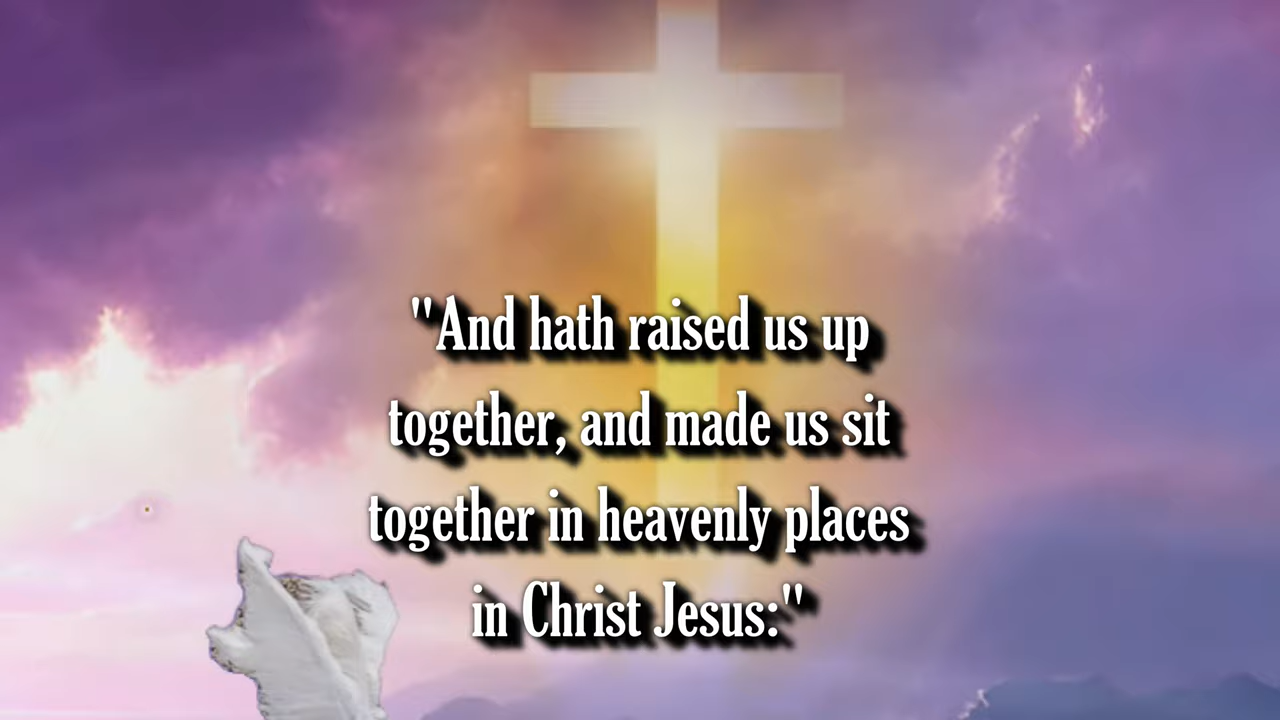 "And hath raised us up
together, and made us sit
together in heavenly places
in Christ Jesus:"